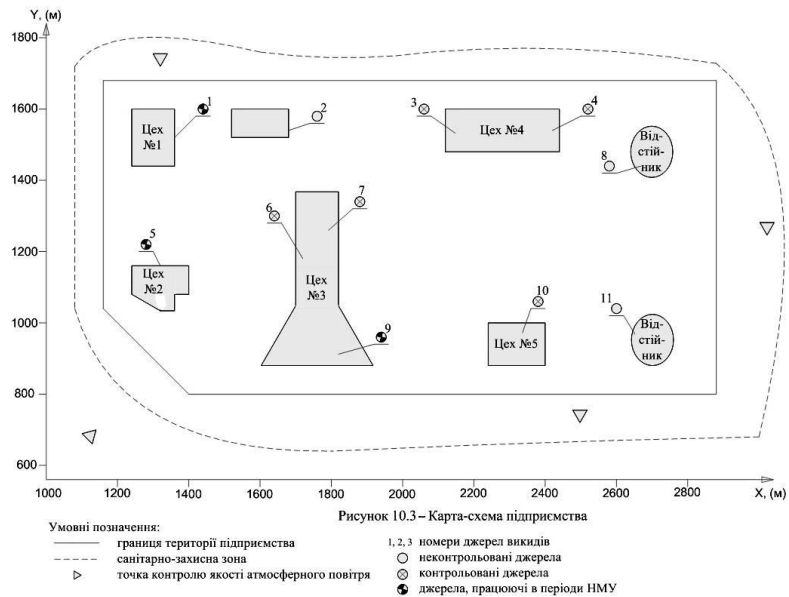 Y, (м)
1800
1600
1400
1200
1000
800
600
1000
1200
1400
1600
1800
2000
2200
2400
2600
2800
X, (м)
1
2
3
4
5
6
7
8
9
10
11
Цех
№1
Цех №4
Від-
стій-
ник
Цех
№2
Цех
№3
Цех №5
Від-
стій-
ник
Рисунок 10.3 – Карта-схема підприємства
Умовні позначення:
границя території підприємства
санітарно-захисна зона
точка контролю якості атмосферного повітря
1, 2, 3 номери джерел викидів
неконтрольовані джерела
контрольовані джерела
джерела, працюючі в періоди НМУ